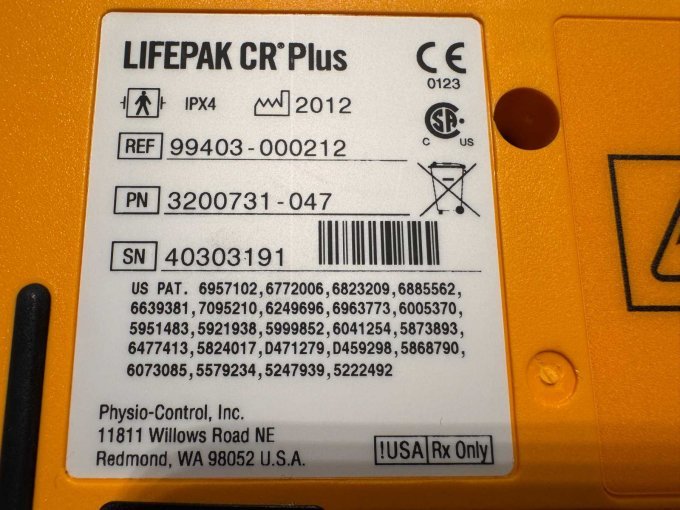 LIFEPAK CR® Plus
CE
0123
IPX4 2012
SA
C US
REF 99403-000212
PN 3200731-047
SN 40303191
US PAT. 6957102,6772006,6823209,6885562,
6639381,7095210,6249696,6963773,6005370,
5951483,5921938,5999852,6041254,5873893,
6477413,5824017,D471279,D459298,5868790,
6073085,5579234,5247939,5222492
Physio-Control, Inc.
11811 Willows Road NE
Redmond, WA 98052 U.S.A.
!USA Rx Only